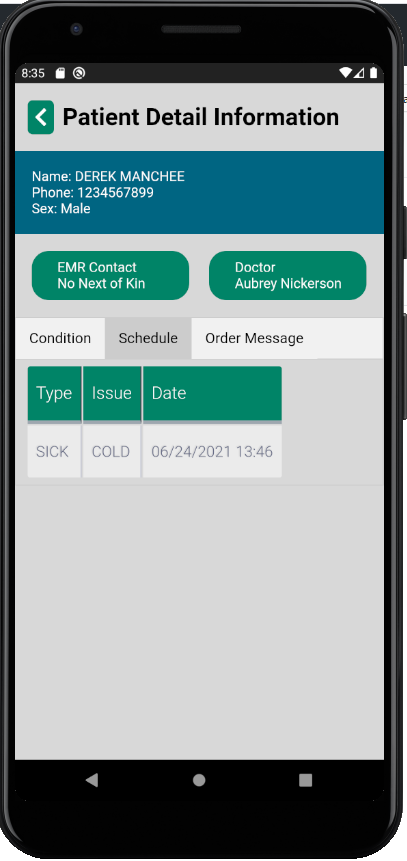 8:35
Patient Detail Information
Name: DEREK MANCHEE
Phone: 1234567899
Sex: Male
EMR Contact
No Next of Kin
Doctor
Aubrey Nickerson
Condition Schedule Order Message
Type Issue Date
SICK COLD 06/24/2021 13:46